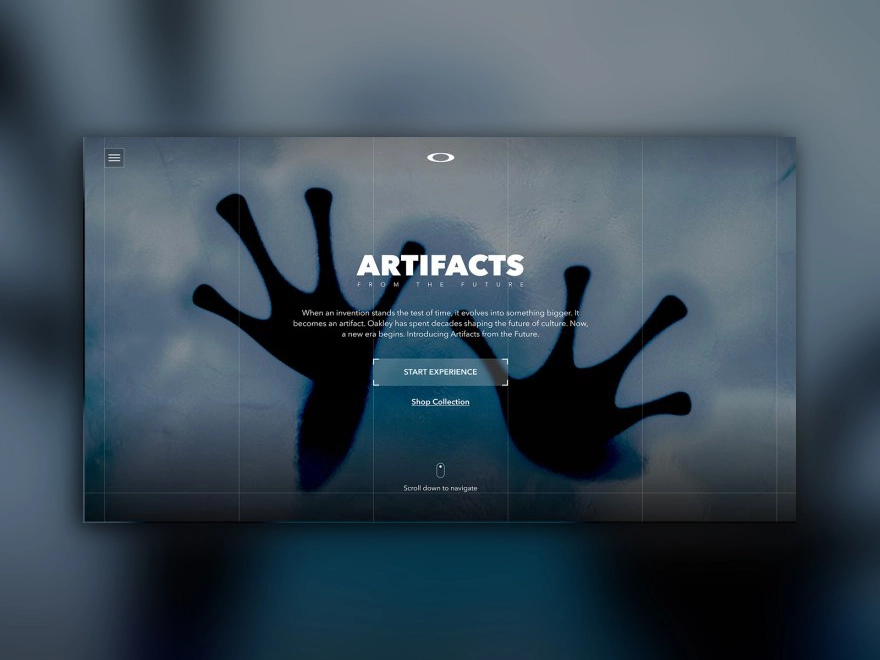 ARTIFACTS
FROM THE FUTURE
When an invention stands the test of time, it evolves into something bigger. It
becomes an artifact. Oakley has spent decades shaping the future of culture. Now,
a new era begins. Introducing Artifacts from the Future.
START EXPERIENCE
Shop Collection
Scroll down to navigate